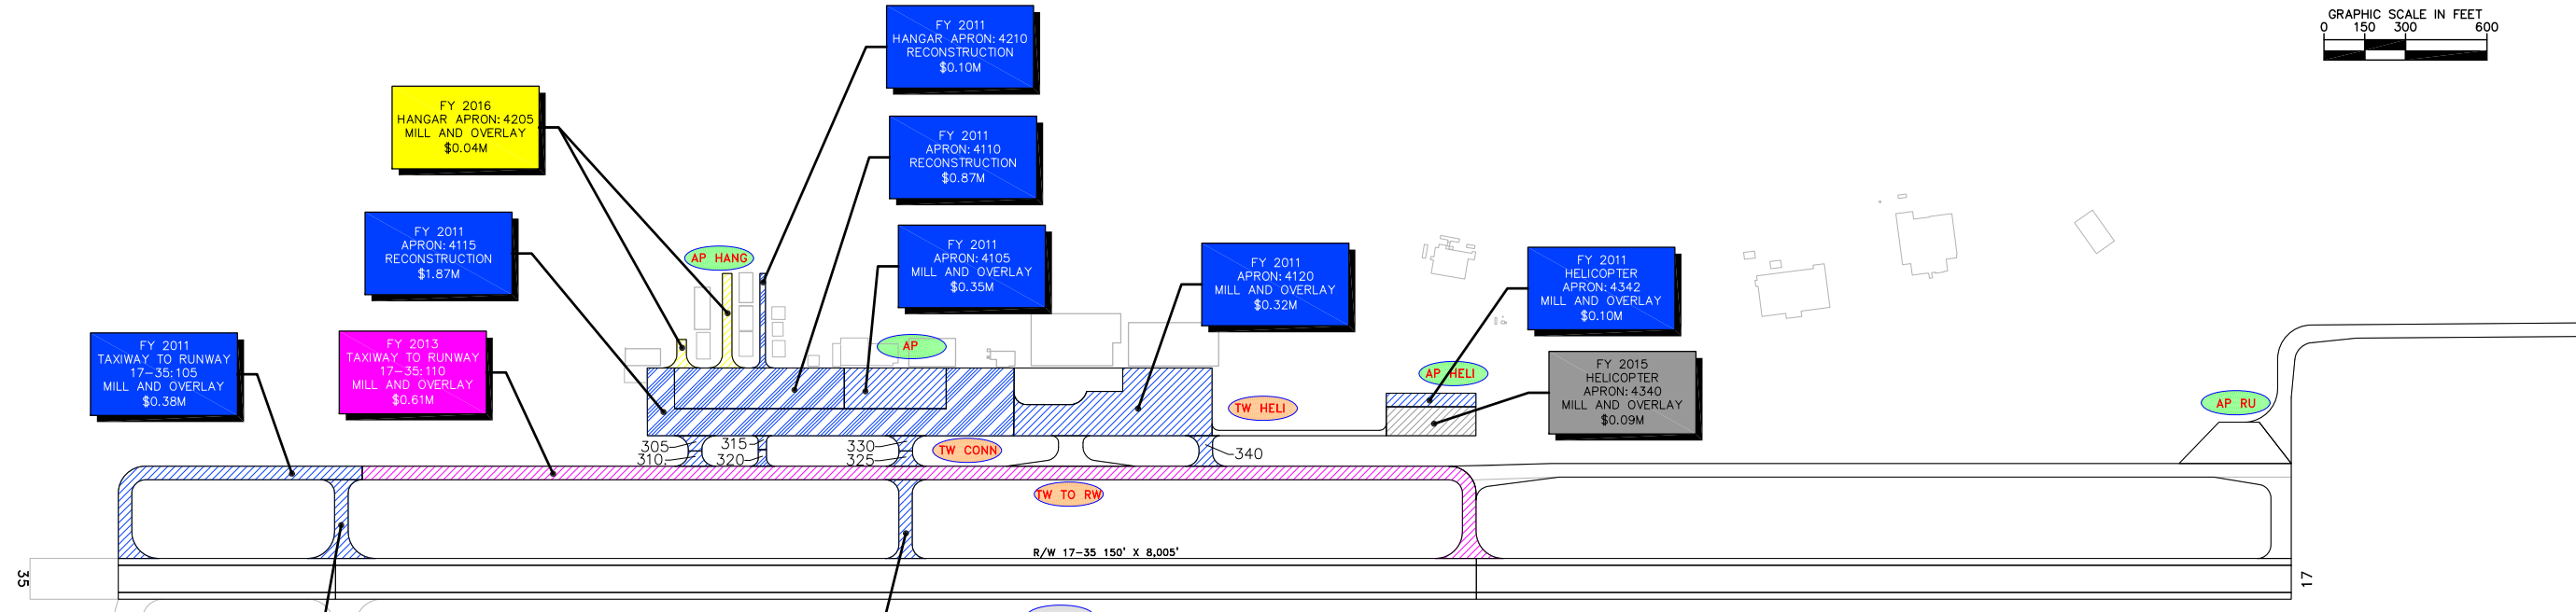 GRAPHIC SCALE IN FEET
0 150 300 600
FY 2011
HANGAR APRON: 4210
RECONSTRUCTION
$0.10M
FY 2016
HANGAR APRON: 4205
MILL AND OVERLAY
$0.04M
FY 2011
APRON: 4110
RECONSTRUCTION
$0.87M
FY 2011
APRON: 4115
RECONSTRUCTION
$1.87M
AP HANG
FY 2011
APRON: 4105
MILL AND OVERLAY
$0.35M
FY 2011
APRON: 4120
MILL AND OVERLAY
$0.32M
FY 2011
HELICOPTER
APRON: 4342
MILL AND OVERLAY
$0.10M
FY 2011
TAXIWAY TO RUNWAY
17-35: 105
MILL AND OVERLAY
$0.38M
FY 2013
TAXIWAY TO RUNWAY
17-35: 110
MILL AND OVERLAY
$0.61M
AP
AP HELI
FY 2015
HELICOPTER
APRON: 4340
MILL AND OVERLAY
$0.09M
TW HELI
AP RU
305
310
315
320
330
325
TW CONN
340
TW TO RW
R/W 17-35 150' X 8,005'
35
17